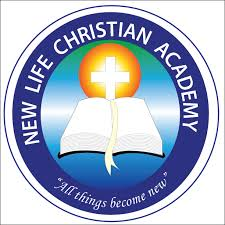 NEW LIFE CHRISTIAN ACADEMY
"All things become new"